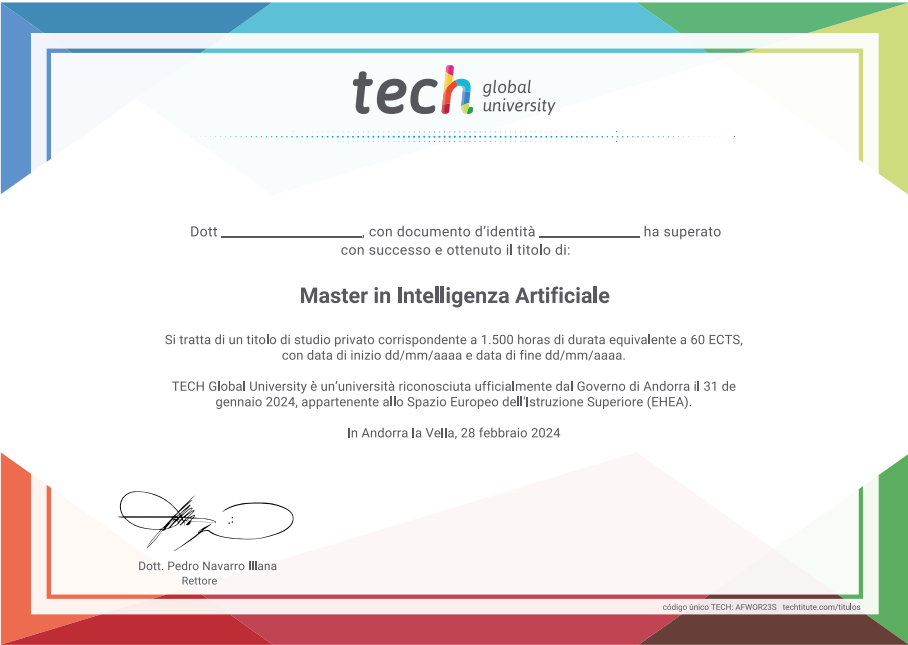 tech global university
Dott ____________________, con documento d'identità ______________ ha superato
con successo e ottenuto il titolo di:
Master in Intelligenza Artificiale
Si tratta di un titolo di studio privato corrispondente a 1.500 horas di durata equivalente a 60 ECTS,
con data di inizio dd/mm/aaaa e data di fine dd/mm/aaaa.
TECH Global University è un'università riconosciuta ufficialmente dal Governo di Andorra il 31 de
gennaio 2024, appartenente allo Spazio Europeo dell'Istruzione Superiore (EHEA).
In Andorra la Vella, 28 febbraio 2024
Dott. Pedro Navarro Illana
Rettore
código único TECH: AFWOR23S techtitute.com/titulos